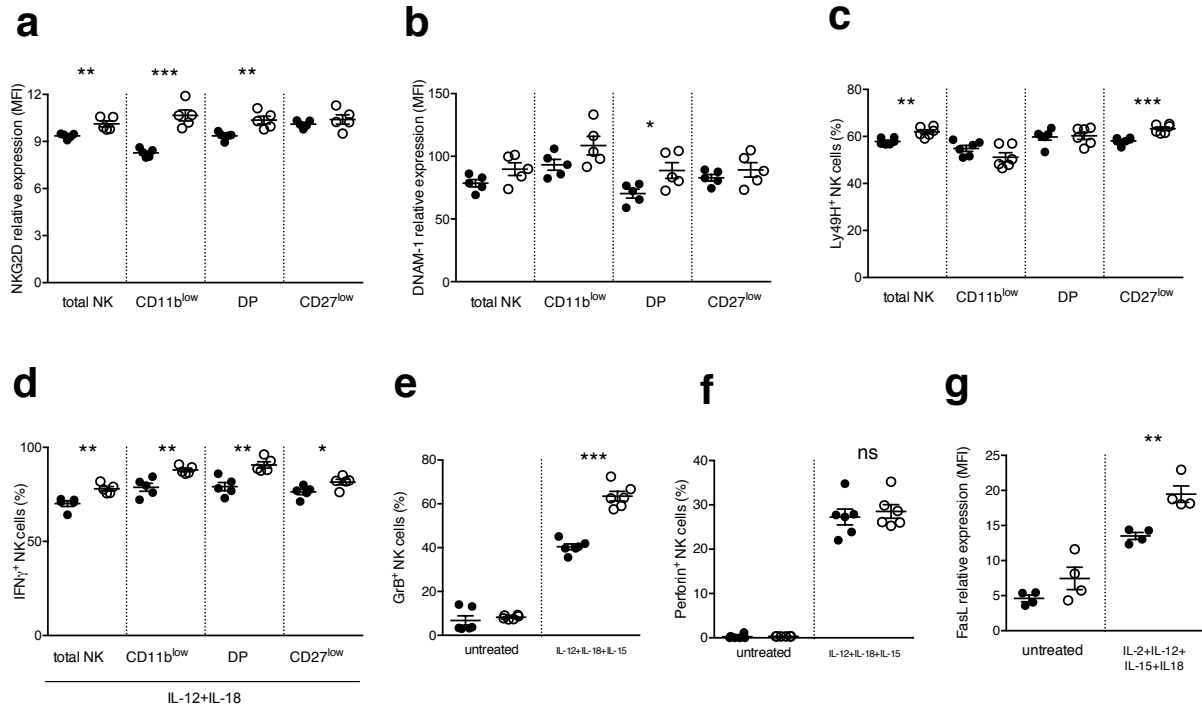 a
** *** **
NKG2D relative expression (MFI)
12
9
6
3
0
total NK CD11b^low DP CD27^low
b
*
DNAM-1 relative expression (MFI)
150
100
50
0
total NK CD11b^low DP CD27^low
c
** ***
Ly49H⁺ NK cells (%)
80
60
40
20
0
total NK CD11b^low DP CD27^low
d
** ** ** *
IFNγ⁺ NK cells (%)
100
50
0
total NK CD11b^low DP CD27^low
IL-12+IL-18
e
***
GrB⁺ NK cells (%)
80
60
40
20
0
untreated IL-12+IL-18+IL-15
f
ns
Perforin⁺ NK cells (%)
40
30
20
10
0
untreated IL-12+IL-18+IL-15
g
**
FasL relative expression (MFI)
25
20
15
10
5
0
untreated IL-2+IL-12+
IL-15+IL18